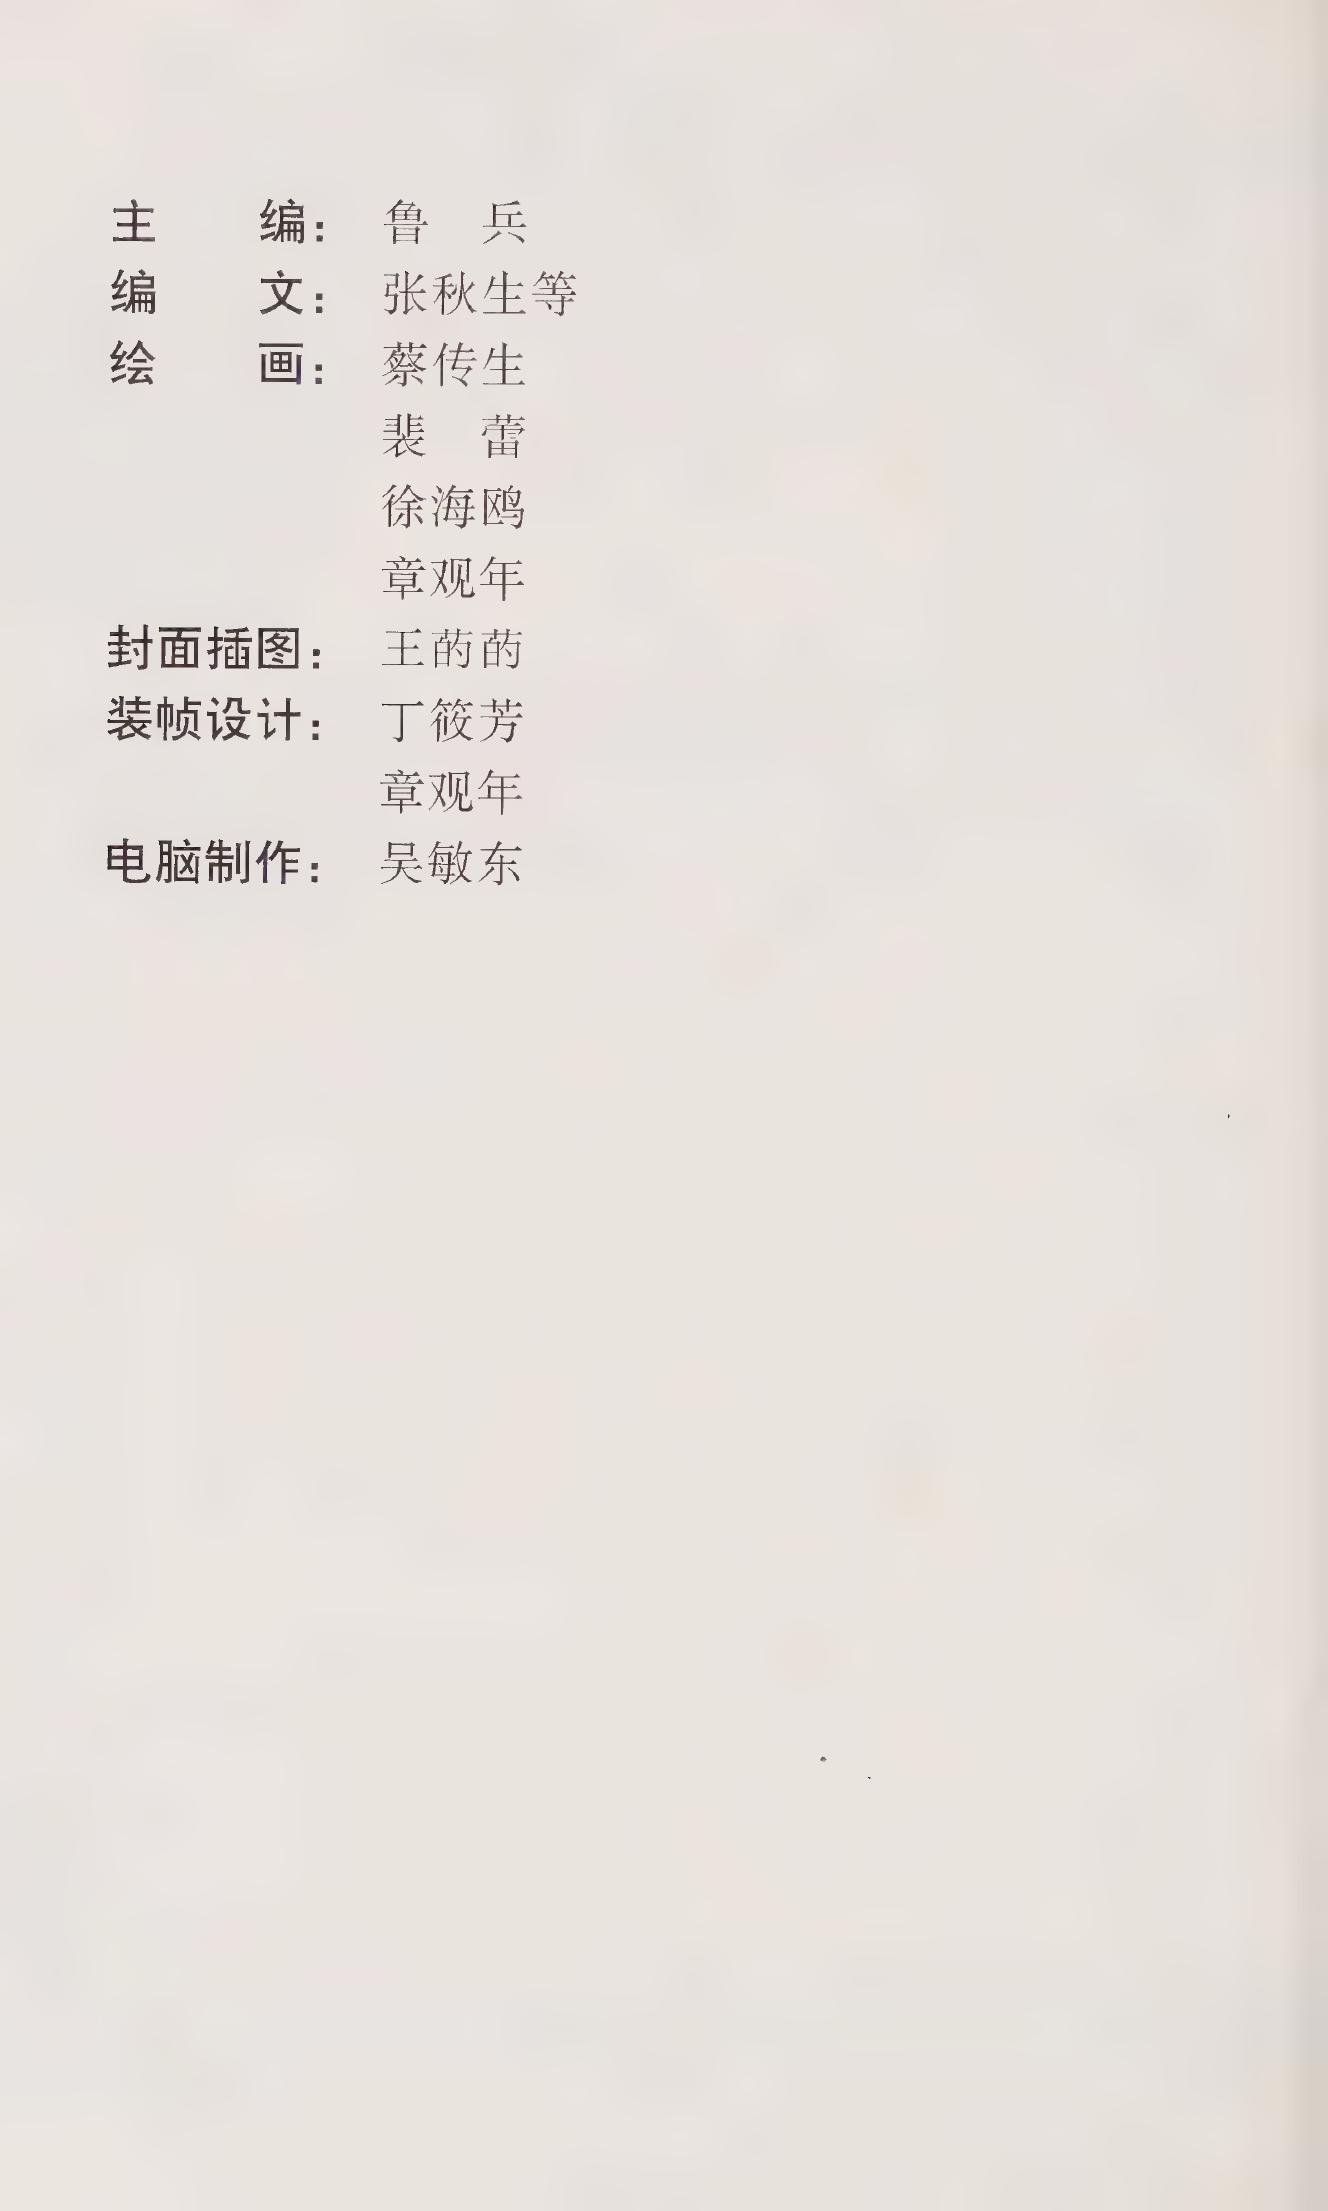 主　　编：鲁　兵
编　　文：张秋生等
绘　　画：蔡传生
裴　蕾
徐海鸥
章观年
封面插图：王菂菂
装帧设计：丁筱芳
章观年
电脑制作：吴敏东